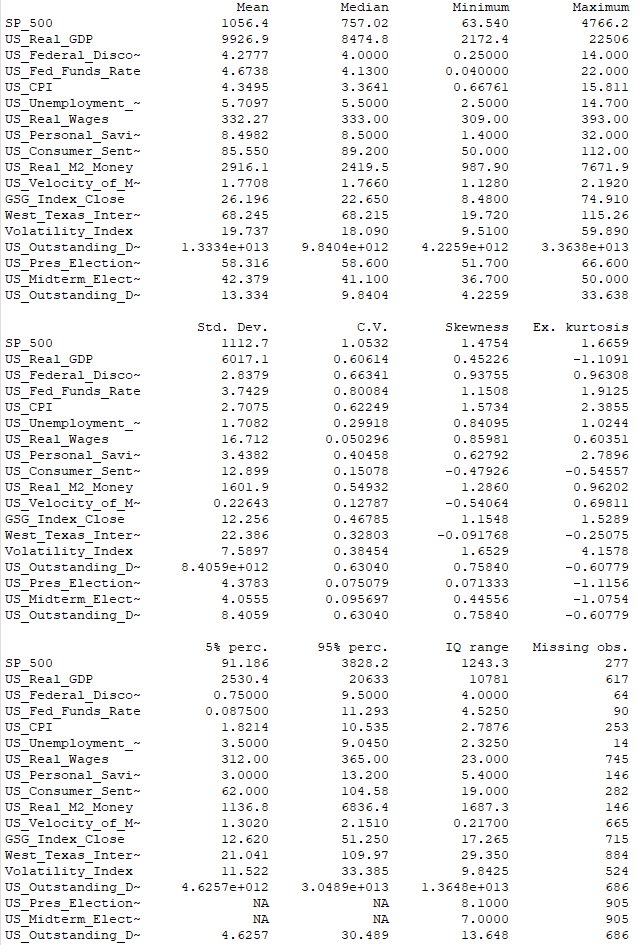 Mean Median Minimum Maximum
SP_500 1056.4 757.02 63.540 4766.2
US_Real_GDP 9926.9 8474.8 2172.4 22506
US_Federal_Disco~ 4.2777 4.0000 0.25000 14.000
US_Fed_Funds_Rate 4.6738 4.1300 0.040000 22.000
US_CPI 4.3495 3.3641 0.66761 15.811
US_Unemployment_~ 5.7097 5.5000 2.5000 14.700
US_Real_Wages 332.27 333.00 309.00 393.00
US_Personal_Savi~ 8.4982 8.5000 1.4000 32.000
US_Consumer_Sent~ 85.550 89.200 50.000 112.00
US_Real_M2_Money 2916.1 2419.5 987.90 7671.9
US_Velocity_of_M~ 1.7708 1.7660 1.1280 2.1920
GSG_Index_Close 26.196 22.650 8.4800 74.910
West_Texas_Inter~ 68.245 68.215 19.720 115.26
Volatility_Index 19.737 18.090 9.5100 59.890
US_Outstanding_D~ 1.3334e+013 9.8404e+012 4.2259e+012 3.3638e+013
US_Pres_Election~ 58.316 58.600 51.700 66.600
US_Midterm_Elect~ 42.379 41.100 36.700 50.000
US_Outstanding_D~ 13.334 9.8404 4.2259 33.638
Std. Dev. C.V. Skewness Ex. kurtosis
SP_500 1112.7 1.0532 1.4754 1.6659
US_Real_GDP 6017.1 0.60614 0.45226 -1.1091
US_Federal_Disco~ 2.8379 0.66341 0.93755 0.96308
US_Fed_Funds_Rate 3.7429 0.80084 1.1508 1.9125
US_CPI 2.7075 0.62249 1.5734 2.3855
US_Unemployment_~ 1.7082 0.29918 0.84095 1.0244
US_Real_Wages 16.712 0.050296 0.85981 0.60351
US_Personal_Savi~ 3.4382 0.40458 0.62792 2.7896
US_Consumer_Sent~ 12.899 0.15078 -0.47926 -0.54557
US_Real_M2_Money 1601.9 0.54932 1.2860 0.96202
US_Velocity_of_M~ 0.22643 0.12787 -0.54064 0.69811
GSG_Index_Close 12.256 0.46785 1.1548 1.5289
West_Texas_Inter~ 22.386 0.32803 -0.091768 -0.25075
Volatility_Index 7.5897 0.38454 1.6529 4.1578
US_Outstanding_D~ 8.4059e+012 0.63040 0.75840 -0.60779
US_Pres_Election~ 4.3783 0.075079 0.071333 -1.1156
US_Midterm_Elect~ 4.0555 0.095697 0.44556 -1.0754
US_Outstanding_D~ 8.4059 0.63040 0.75840 -0.60779
5% perc. 95% perc. IQ range Missing obs.
SP_500 91.186 3828.2 1243.3 277
US_Real_GDP 2530.4 20633 10781 617
US_Federal_Disco~ 0.75000 9.5000 4.0000 64
US_Fed_Funds_Rate 0.087500 11.293 4.5250 90
US_CPI 1.8214 10.535 2.7876 253
US_Unemployment_~ 3.5000 9.0450 2.3250 14
US_Real_Wages 312.00 365.00 23.000 745
US_Personal_Savi~ 3.0000 13.200 5.4000 146
US_Consumer_Sent~ 62.000 104.58 19.000 282
US_Real_M2_Money 1136.8 6836.4 1687.3 146
US_Velocity_of_M~ 1.3020 2.1510 0.21700 665
GSG_Index_Close 12.620 51.250 17.265 715
West_Texas_Inter~ 21.041 109.97 29.350 884
Volatility_Index 11.522 33.385 9.8425 524
US_Outstanding_D~ 4.6257e+012 3.0489e+013 1.3648e+013 686
US_Pres_Election~ NA NA 8.1000 905
US_Midterm_Elect~ NA NA 7.0000 905
US_Outstanding_D~ 4.6257 30.489 13.648 686